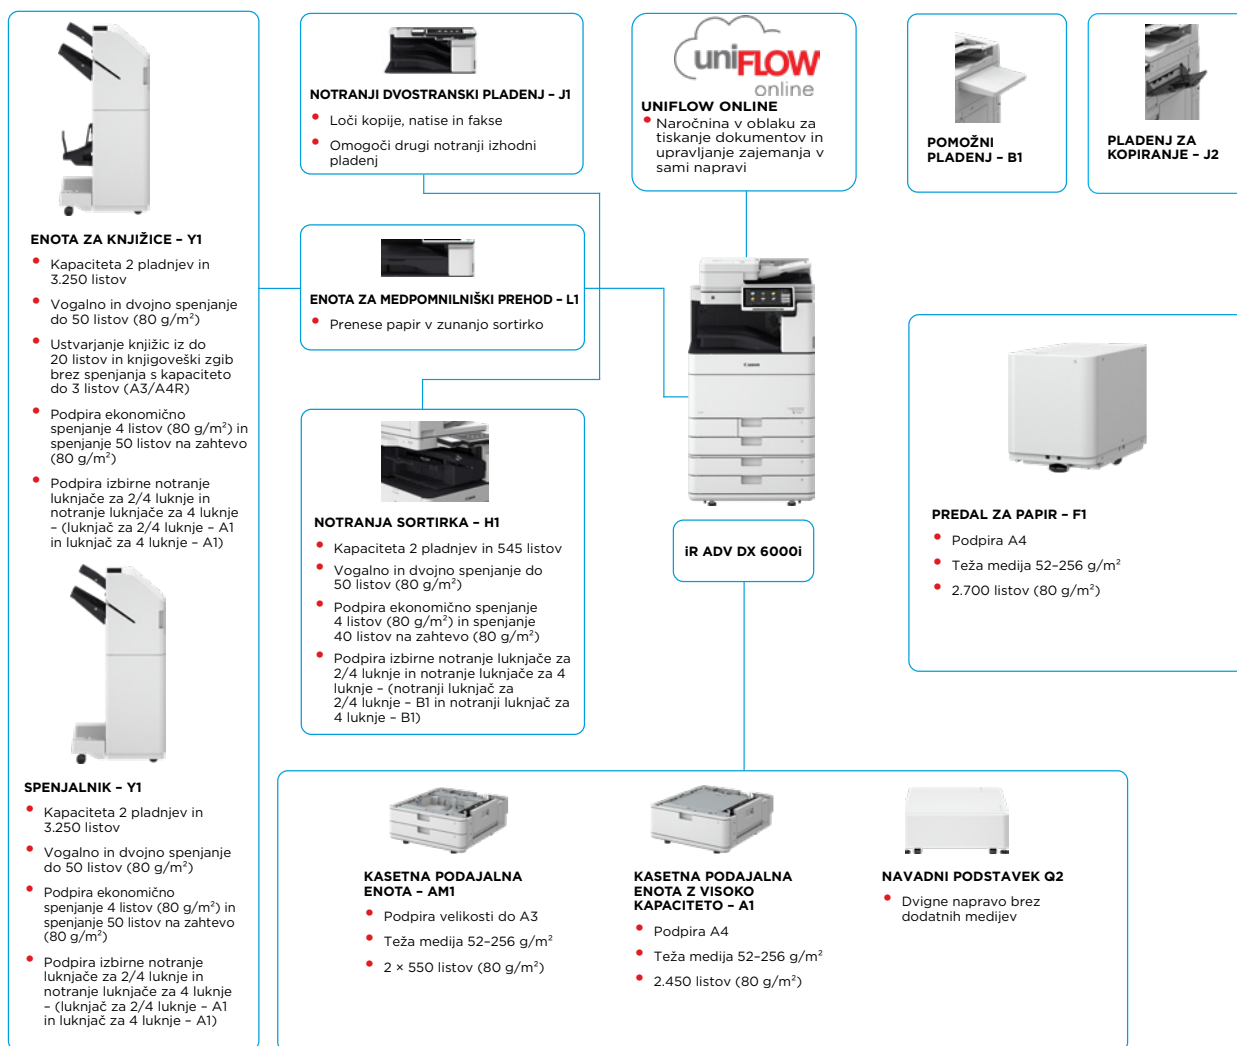 ENOTA ZA KNJIŽICE – Y1
• Kapaciteta 2 pladnjev in
3.250 listov
• Vogalno in dvojno spenjanje
do 50 listov (80 g/m²)
• Ustvarjanje knjižic iz do
20 listov in knjigoveški zgib
brez spenjanja s kapaciteto
do 3 listov (A3/A4R)
• Podpira ekonomično
spenjanje 4 listov (80 g/m²) in
spenjanje 50 listov na zahtevo
(80 g/m²)
• Podpira izbirne notranje
luknjače za 2/4 luknje in
notranje luknjače za 4 luknje
– (luknjač za 2/4 luknje – A1
in luknjač za 4 luknje – A1)
SPENJALNIK – Y1
• Kapaciteta 2 pladnjev in
3.250 listov
• Vogalno in dvojno spenjanje
do 50 listov (80 g/m²)
• Podpira ekonomično
spenjanje 4 listov (80 g/m²) in
spenjanje 50 listov na zahtevo
(80 g/m²)
• Podpira izbirne notranje
luknjače za 2/4 luknje in
notranje luknjače za 4 luknje
– (luknjač za 2/4 luknje – A1
in luknjač za 4 luknje – A1)
NOTRANJI DVOSTRANSKI PLADENJ – J1
• Loči kopije, natise in fakse
• Omogoči drugi notranji izhodni
pladenj
ENOTA ZA MEDPOMNILNIŠKI PREHOD – L1
• Prenese papir v zunanjo sortirko
NOTRANJA SORTIRKA – H1
• Kapaciteta 2 pladnjev in 545 listov
• Vogalno in dvojno spenjanje do
50 listov (80 g/m²)
• Podpira ekonomično spenjanje
4 listov (80 g/m²) in spenjanje
40 listov na zahtevo (80 g/m²)
• Podpira izbirne notranje luknjače za
2/4 luknje in notranje luknjače za 4
luknje – (notranji luknjač za
2/4 luknje – B1 in notranji luknjač za
4 luknje – B1)
uniFLOW
online
UNIFLOW ONLINE
• Naročnina v oblaku za
tiskanje dokumentov in
upravljanje zajemanja v
sami napravi
Canon
iR ADV DX 6000i
POMOŽNI
PLADENJ – B1
PLADENJ ZA
KOPIRANJE – J2
PREDAL ZA PAPIR – F1
• Podpira A4
• Teža medija 52–256 g/m²
• 2.700 listov (80 g/m²)
KASETNA PODAJALNA
ENOTA – AM1
• Podpira velikosti do A3
• Teža medija 52–256 g/m²
• 2 × 550 listov (80 g/m²)
KASETNA PODAJALNA
ENOTA Z VISOKO
KAPACITETO – A1
• Podpira A4
• Teža medija 52–256 g/m²
• 2.450 listov (80 g/m²)
NAVADNI PODSTAVEK Q2
• Dvigne napravo brez
dodatnih medijev